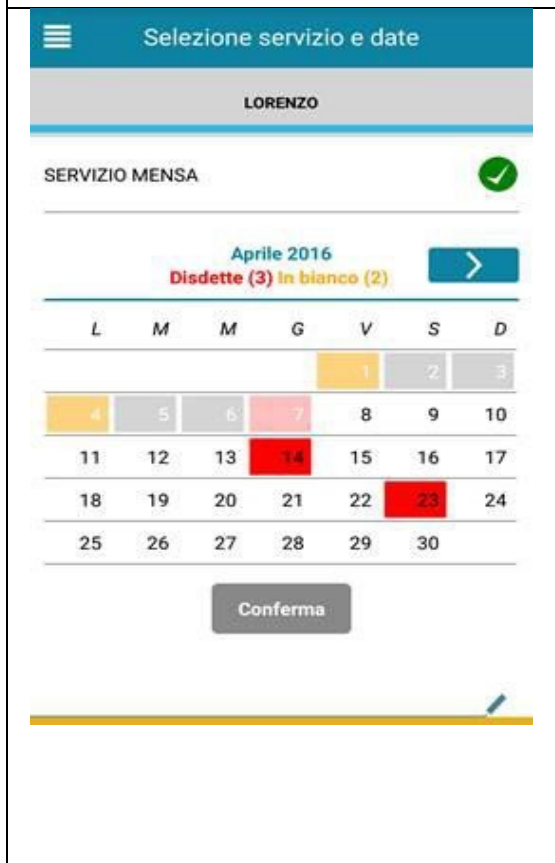 Selezione servizio e date
LORENZO
SERVIZIO MENSA
Aprile 2016
Disdette (3) In bianco (2)
L M M G V S D
1 2 3
4 5 6 7 8 9 10
11 12 13 14 15 16 17
18 19 20 21 22 23 24
25 26 27 28 29 30
Conferma